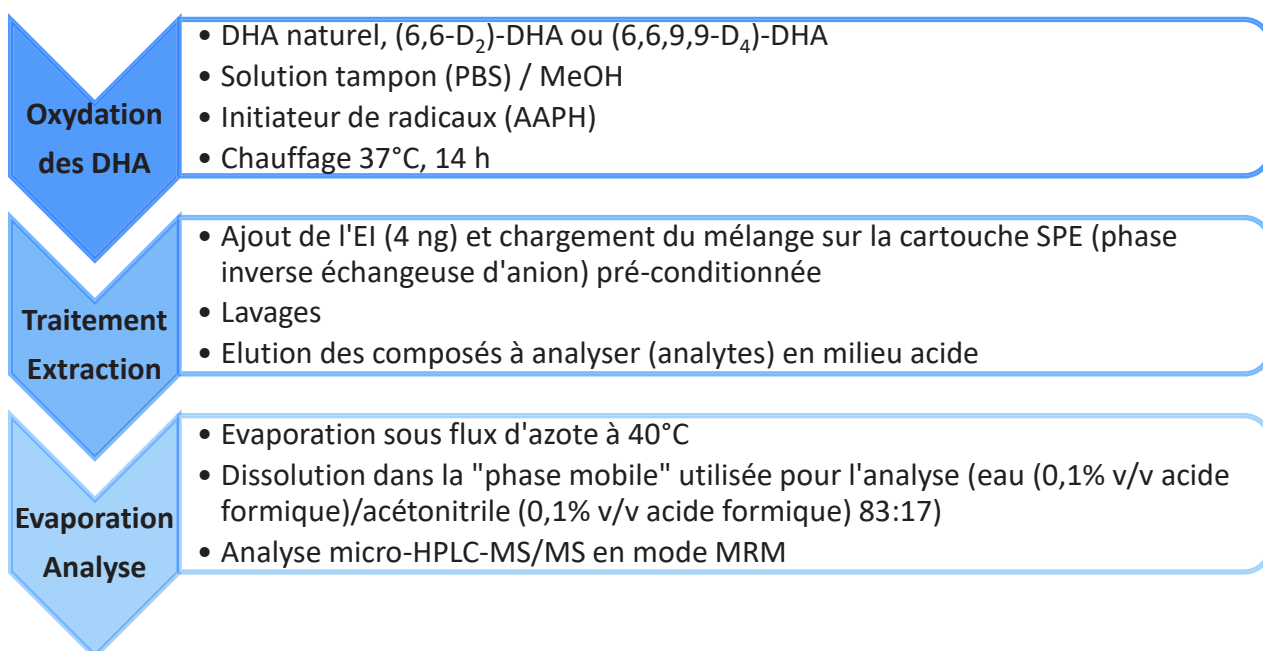 Oxydation
des DHA
• DHA naturel, (6,6-D₂)-DHA ou (6,6,9,9-D₄)-DHA
• Solution tampon (PBS) / MeOH
• Initiateur de radicaux (AAPH)
• Chauffage 37°C, 14 h
Traitement
Extraction
• Ajout de l'EI (4 ng) et chargement du mélange sur la cartouche SPE (phase
inverse échangeuse d'anion) pré-conditionnée
• Lavages
• Elution des composés à analyser (analytes) en milieu acide
Evaporation
Analyse
• Evaporation sous flux d'azote à 40°C
• Dissolution dans la "phase mobile" utilisée pour l'analyse (eau (0,1% v/v acide
formique)/acétonitrile (0,1% v/v acide formique) 83:17)
• Analyse micro-HPLC-MS/MS en mode MRM